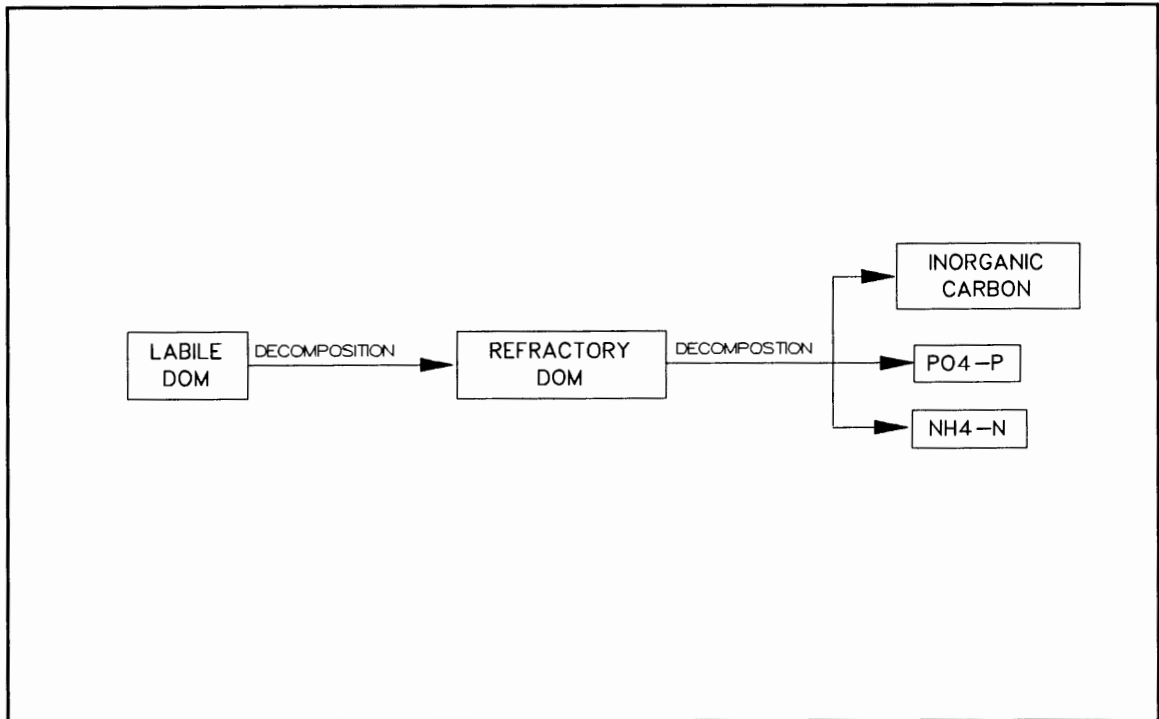 LABILE
DOM
DECOMPOSITION
REFRACTORY
DOM
DECOMPOSTION
INORGANIC
CARBON
PO4-P
NH4-N